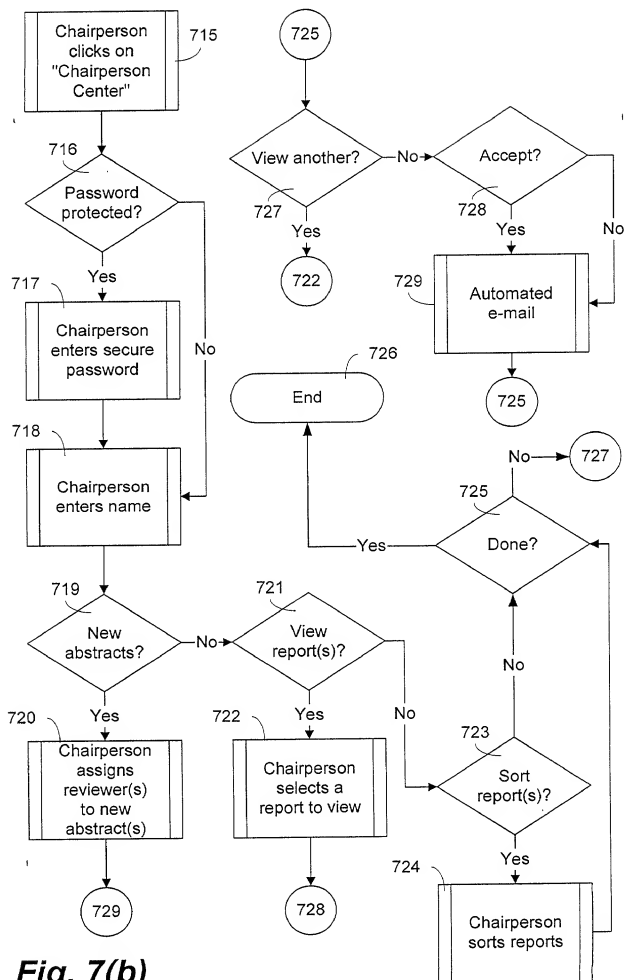 Chairperson
clicks on
"Chairperson
Center"
715
716
Password
protected?
Yes
No
717
Chairperson
enters secure
password
718
Chairperson
enters name
719
New
abstracts?
No
Yes
720
Chairperson
assigns
reviewer(s)
to new
abstract(s)
729
721
View
report(s)?
No
Yes
722
Chairperson
selects a
report to view
728
725
View another?
727
No
Yes
722
Accept?
728
Yes
No
729
Automated
e-mail
725
726
End
No
727
725
Done?
Yes
No
723
Sort
report(s)?
Yes
724
Chairperson
sorts reports
Fig. 7(b)